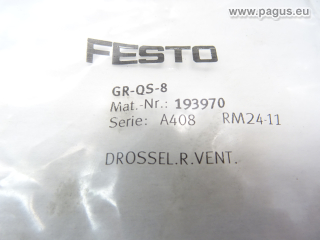 © www.pagus.eu
FESTO
GR-QS-8
Mat.-Nr.: 193970
Serie: A408 RM24-11
DROSSEL.R.VENT.